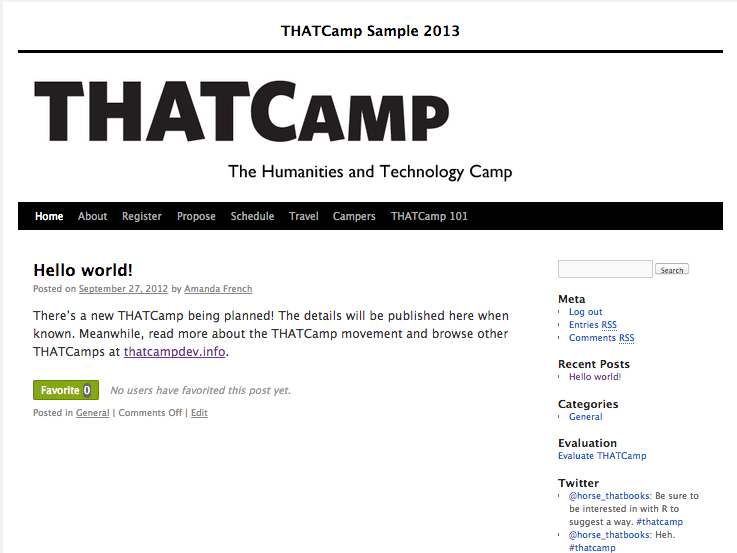 THATCamp Sample 2013
THATCAMP
The Humanities and Technology Camp
Home About Register Propose Schedule Travel Campers THATCamp 101
Hello world!
Posted on September 27, 2012 by Amanda French
There's a new THATCamp being planned! The details will be published here when
known. Meanwhile, read more about the THATCamp movement and browse other
THATCamps at thatcampdev.info.
Favorite 0 No users have favorited this post yet.
Posted in General | Comments Off | Edit
Search
Meta
Log out
Entries RSS
Comments RSS
Recent Posts
Hello world!
Categories
General
Evaluation
Evaluate THATCamp
Twitter
@horse_thatbooks: Be sure to
be interested in with R to
suggest a way. #thatcamp
@horse_thatbooks: Heh.
#thatcamp